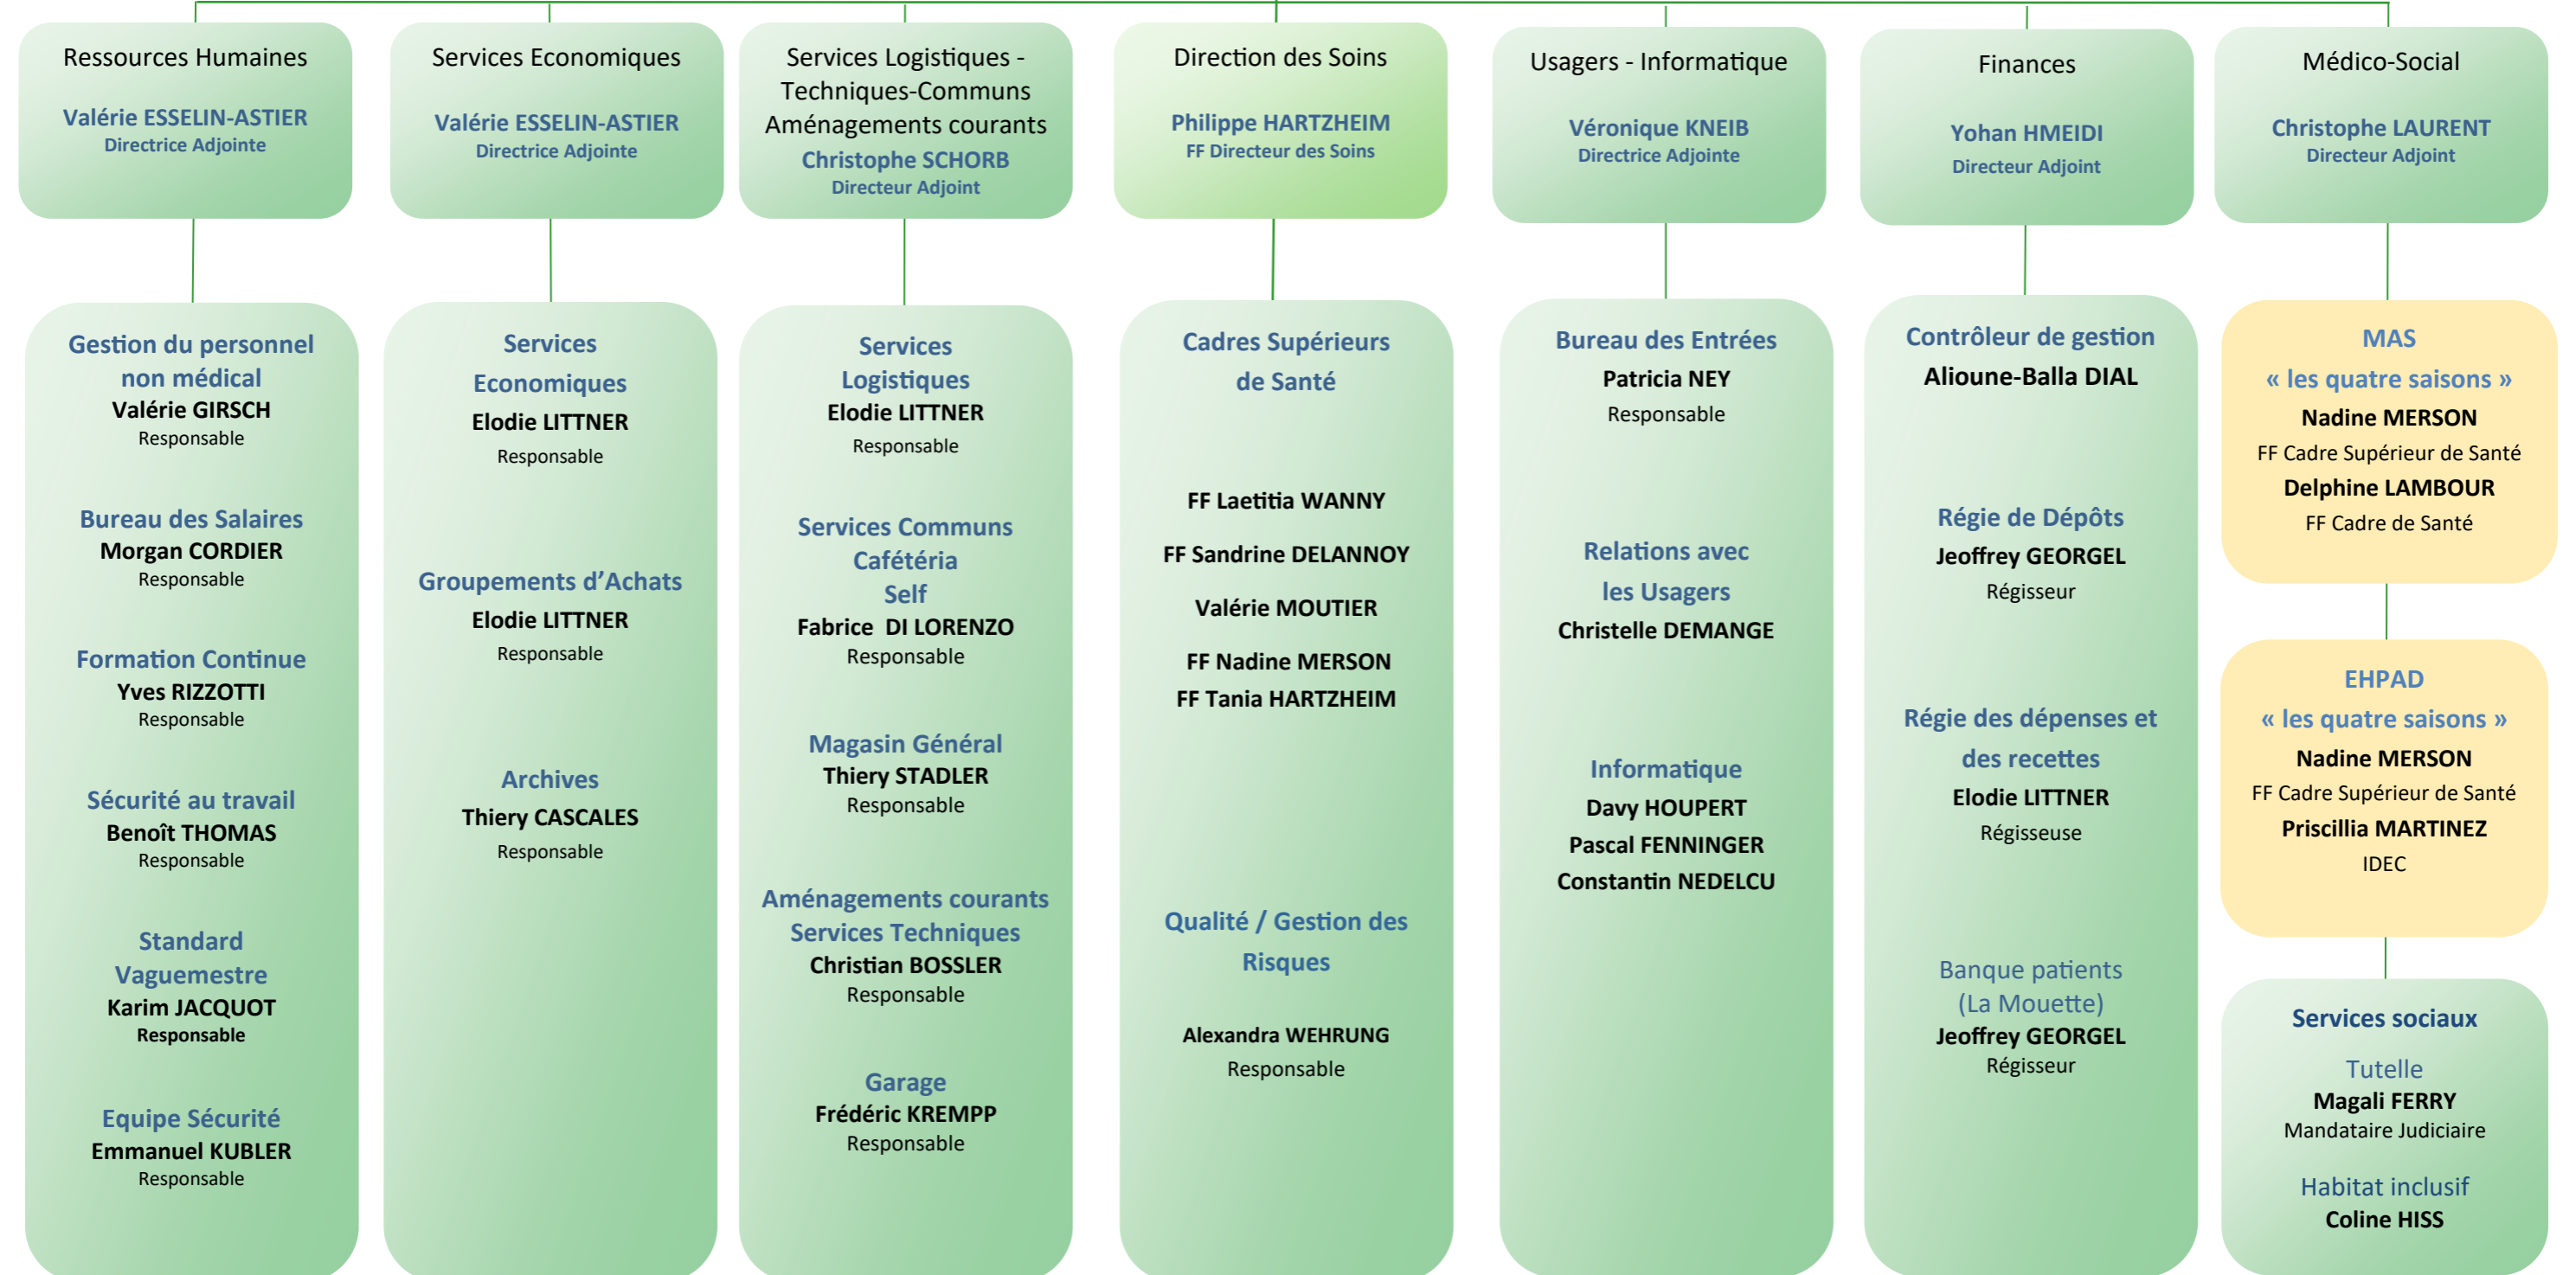 Ressources Humaines
Valérie ESSELIN-ASTIER
Directrice Adjointe
Services Economiques
Valérie ESSELIN-ASTIER
Directrice Adjointe
Services Logistiques -
Techniques-Communs
Aménagements courants
Christophe SCHORB
Directeur Adjoint
Direction des Soins
Philippe HARTZHEIM
FF Directeur des Soins
Usagers - Informatique
Véronique KNEIB
Directrice Adjointe
Finances
Yohan HMEIDI
Directeur Adjoint
Médico-Social
Christophe LAURENT
Directeur Adjoint
Gestion du personnel
non médical
Valérie GIRSCH
Responsable
Bureau des Salaires
Morgan CORDIER
Responsable
Formation Continue
Yves RIZZOTTI
Responsable
Sécurité au travail
Benoît THOMAS
Responsable
Standard
Vaguemestre
Karim JACQUOT
Responsable
Equipe Sécurité
Emmanuel KUBLER
Responsable
Services
Economiques
Elodie LITTNER
Responsable
Groupements d’Achats
Elodie LITTNER
Responsable
Archives
Thiery CASCALES
Responsable
Services
Logistiques
Elodie LITTNER
Responsable
Services Communs
Cafétéria
Self
Fabrice  DI LORENZO
Responsable
Magasin Général
Thiery STADLER
Responsable
Aménagements courants
Services Techniques
Christian BOSSLER
Responsable
Garage
Frédéric KREMPP
Responsable
Cadres Supérieurs
de Santé
FF Laetitia WANNY
FF Sandrine DELANNOY
Valérie MOUTIER
FF Nadine MERSON
FF Tania HARTZHEIM
Qualité / Gestion des
Risques
Alexandra WEHRUNG
Responsable
Bureau des Entrées
Patricia NEY
Responsable
Relations avec
les Usagers
Christelle DEMANGE
Informatique
Davy HOUPERT
Pascal FENNINGER
Constantin NEDELCU
Contrôleur de gestion
Alioune-Balla DIAL
Régie de Dépôts
Jeoffrey GEORGEL
Régisseur
Régie des dépenses et
des recettes
Elodie LITTNER
Régisseuse
Banque patients
(La Mouette)
Jeoffrey GEORGEL
Régisseur
MAS
« les quatre saisons »
Nadine MERSON
FF Cadre Supérieur de Santé
Delphine LAMBOUR
FF Cadre de Santé
EHPAD
« les quatre saisons »
Nadine MERSON
FF Cadre Supérieur de Santé
Priscillia MARTINEZ
IDEC
Services sociaux
Tutelle
Magali FERRY
Mandataire Judiciaire
Habitat inclusif
Coline HISS